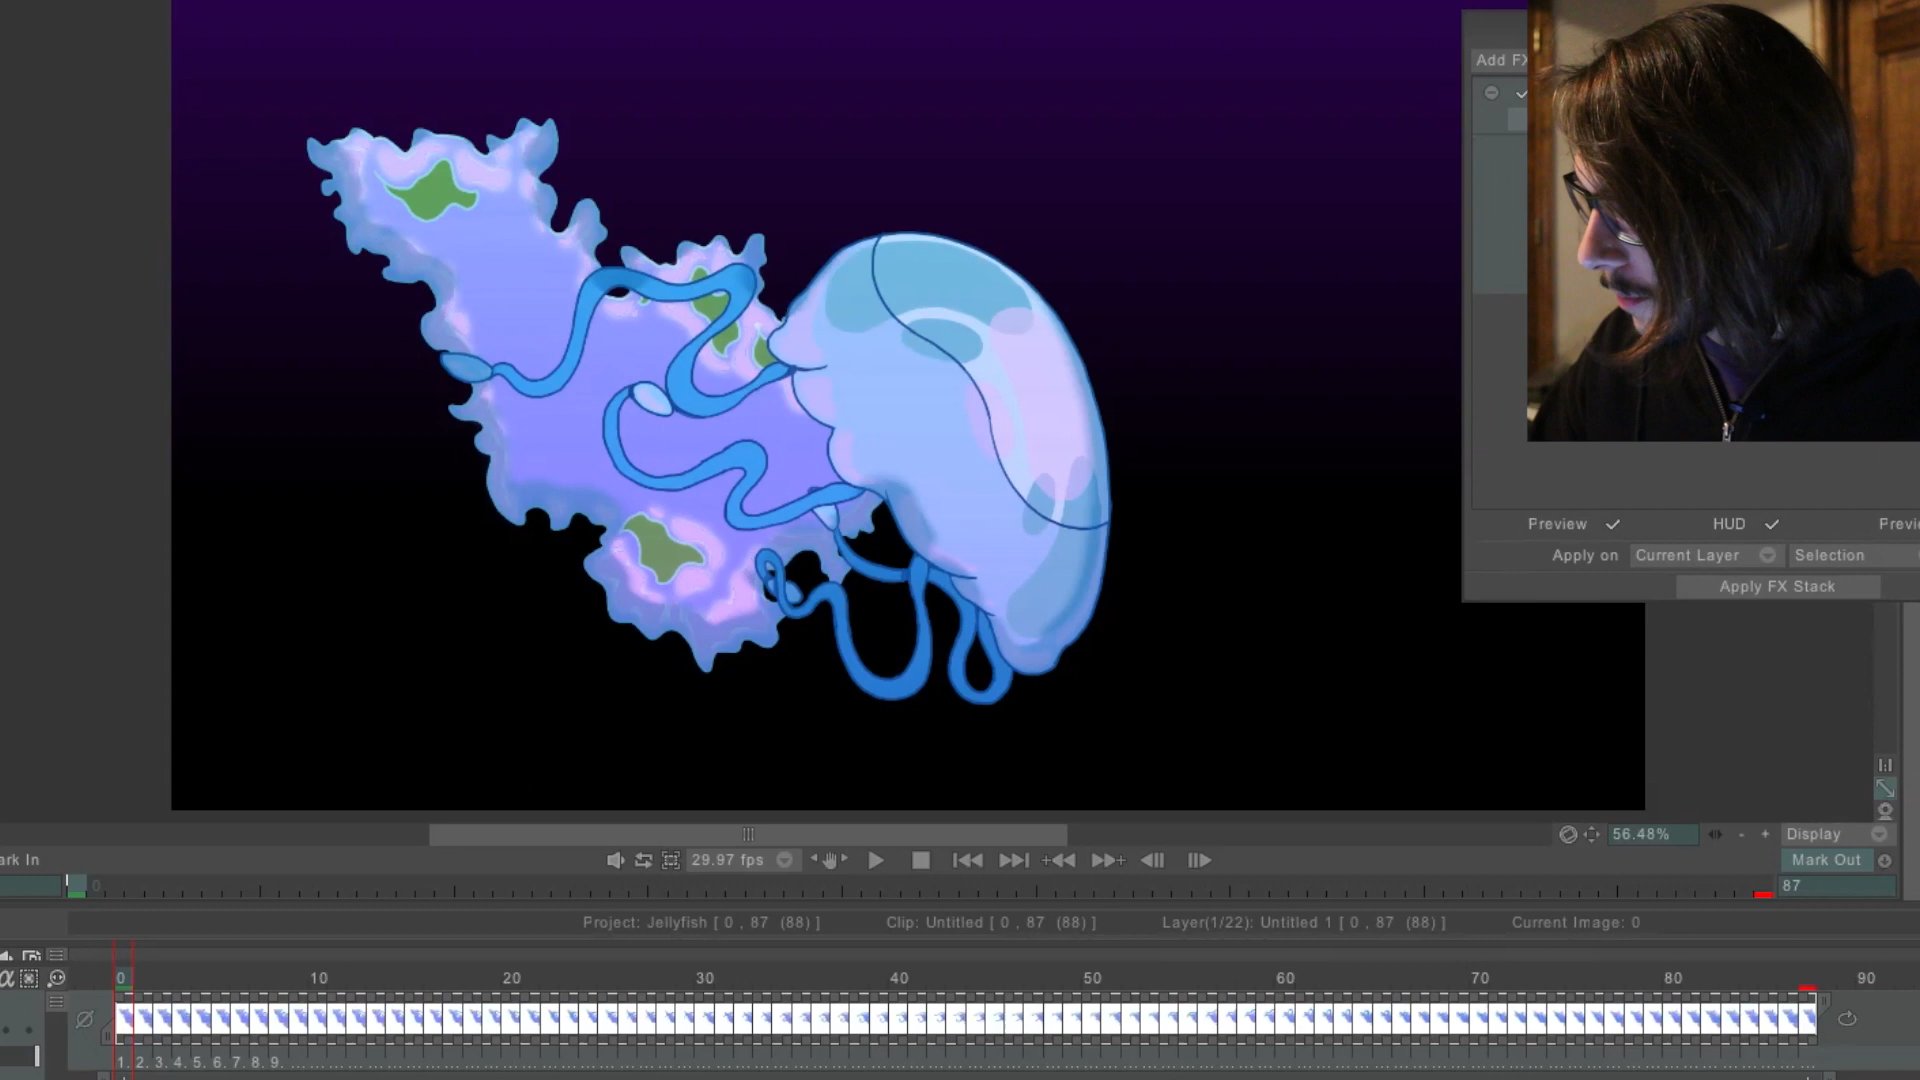 Add FX
Preview HUD Previ
Apply on Current Layer Selection
Apply FX Stack
56.48% - + Display
ark In 29.97 fps Mark Out
0 87
Project: Jellyfish [ 0 , 87 (88) ] Clip: Untitled [ 0 , 87 (88) ] Layer(1/22): Untitled 1 [ 0 , 87 (88) ] Current Image: 0
0 10 20 30 40 50 60 70 80 90
1. 2. 3. 4. 5. 6. 7. 8. 9.